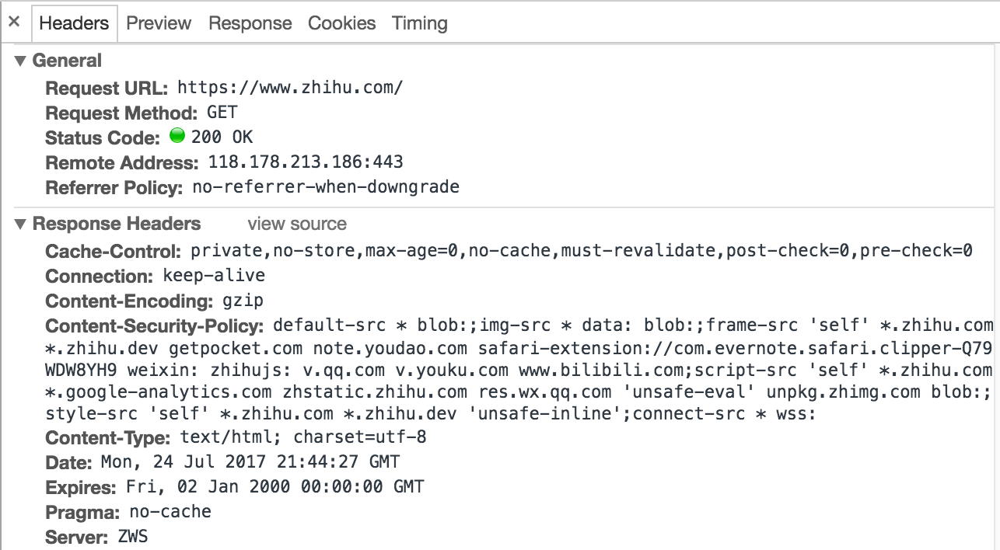 × Headers Preview Response Cookies Timing
▼ General
Request URL: https://www.zhihu.com/
Request Method: GET
Status Code: 200 OK
Remote Address: 118.178.213.186:443
Referrer Policy: no-referrer-when-downgrade
▼ Response Headers view source
Cache-Control: private,no-store,max-age=0,no-cache,must-revalidate,post-check=0,pre-check=0
Connection: keep-alive
Content-Encoding: gzip
Content-Security-Policy: default-src * blob:;img-src * data: blob:;frame-src 'self' *.zhihu.com
*.zhihu.dev getpocket.com note.youdao.com safari-extension://com.evernote.safari.clipper-Q79
WDW8YH9 weixin: zhihujs: v.qq.com v.youku.com www.bilibili.com;script-src 'self' *.zhihu.com
*.google-analytics.com zhstatic.zhihu.com res.wx.qq.com 'unsafe-eval' unpkg.zhimg.com blob:;
style-src 'self' *.zhihu.com *.zhihu.dev 'unsafe-inline';connect-src * wss:
Content-Type: text/html; charset=utf-8
Date: Mon, 24 Jul 2017 21:44:27 GMT
Expires: Fri, 02 Jan 2000 00:00:00 GMT
Pragma: no-cache
Server: ZWS